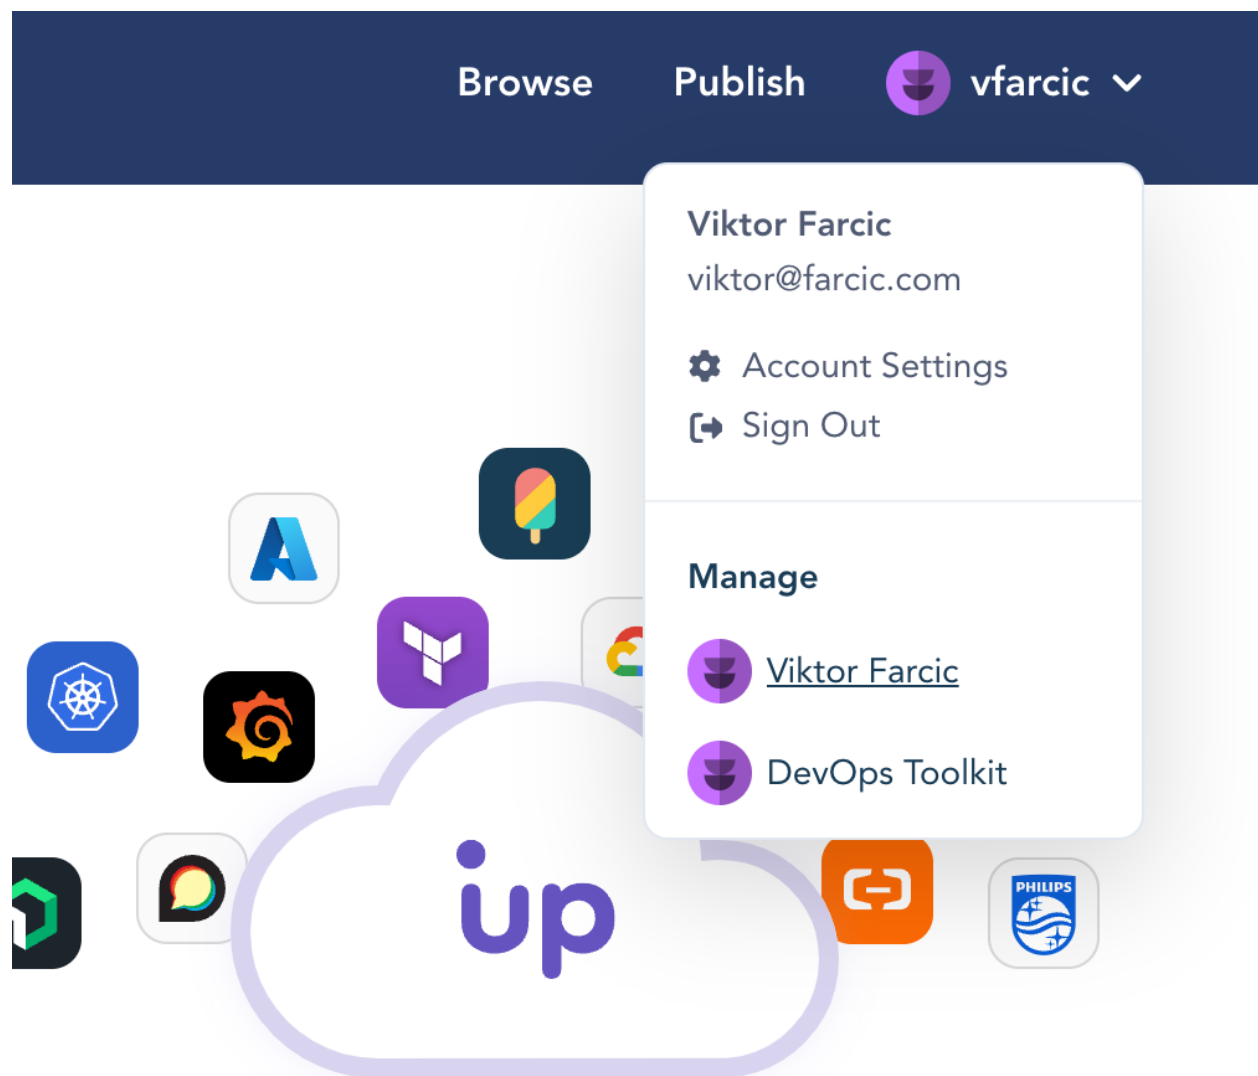 Browse
Publish
vfarcic
Viktor Farcic
viktor@farcic.com
Account Settings
Sign Out
Manage
Viktor Farcic
DevOps Toolkit
up
PHILIPS